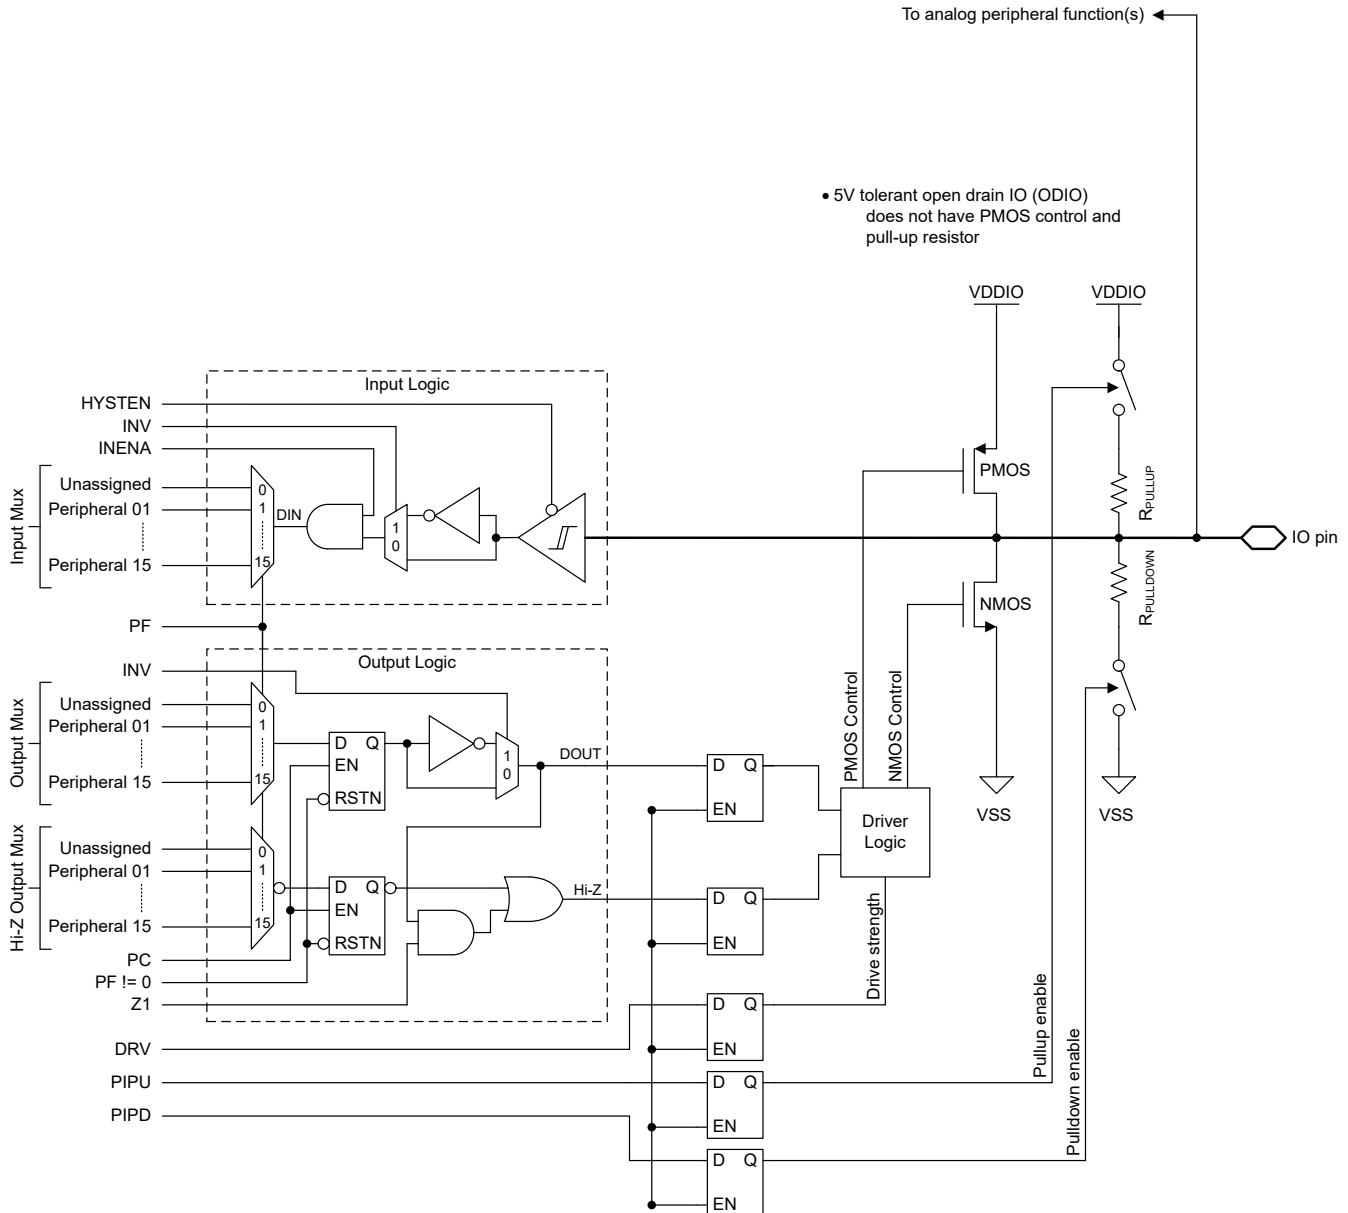 To analog peripheral function(s)
• 5V tolerant open drain IO (ODIO)
does not have PMOS control and
pull-up resistor
VDDIO
VDDIO
Input Logic
HYSTEN
INV
INENA
Input Mux
Unassigned
Peripheral 01
Peripheral 15
0
1
15
DIN
1
0
PMOS
RPULLUP
IO pin
NMOS
RPULLDOWN
PF
Output Logic
INV
Output Mux
Unassigned
Peripheral 01
Peripheral 15
0
1
15
D Q
EN
RSTN
1
0
DOUT
D Q
EN
PMOS Control
NMOS Control
Driver
Logic
VSS
VSS
Hi-Z Output Mux
Unassigned
Peripheral 01
Peripheral 15
0
1
15
D Q
EN
RSTN
Hi-Z
D Q
EN
PC
PF != 0
Z1
Drive strength
D Q
EN
DRV
PIPU
D Q
EN
Pullup enable
PIPD
D Q
EN
Pulldown enable